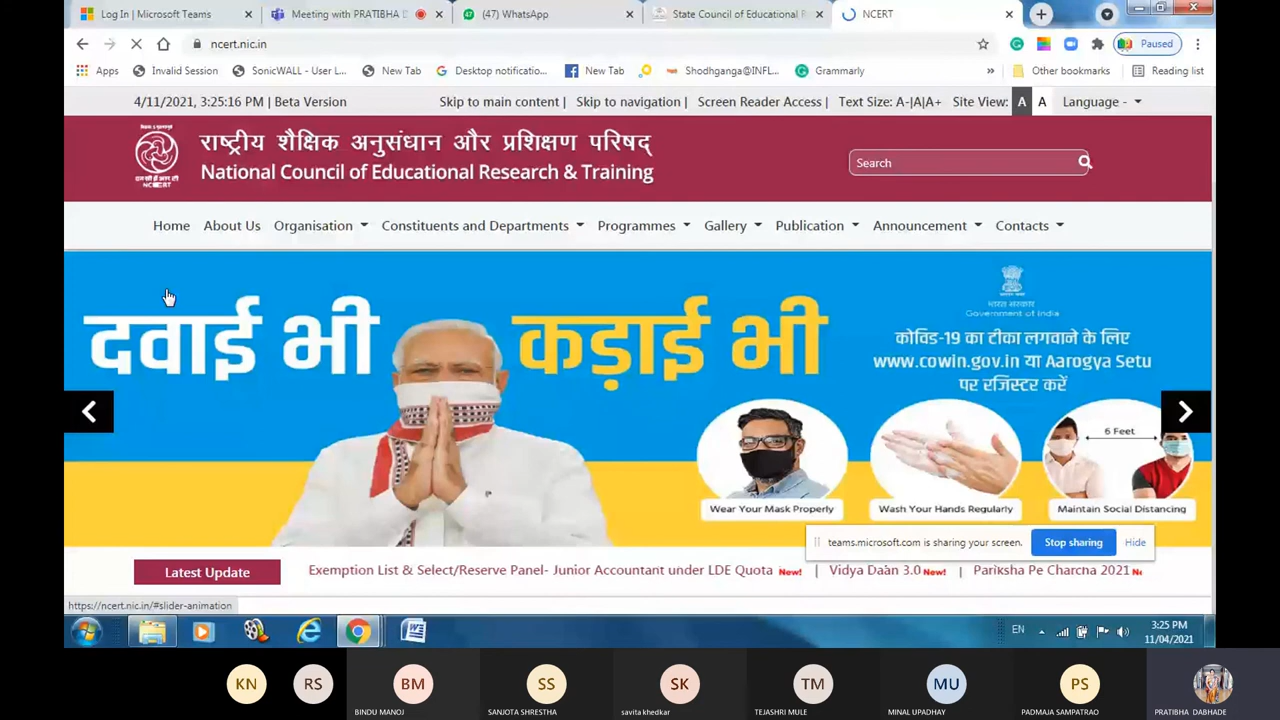 Log In | Microsoft Teams
Meeting with PRATIBHA D
(47) WhatsApp
State Council of Educational R
NCERT
ncert.nic.in
Paused
Apps
Invalid Session
SonicWALL - User L...
New Tab
Desktop notificatio...
New Tab
Shodhganga@INFL...
Grammarly
»
Other bookmarks
Reading list
4/11/2021, 3:25:16 PM | Beta Version
Skip to main content | Skip to navigation | Screen Reader Access | Text Size: A-|A|A+ Site View: A A Language -
राष्ट्रीय शैक्षिक अनुसंधान और प्रशिक्षण परिषद्
National Council of Educational Research & Training
Search
Home About Us Organisation Constituents and Departments Programmes Gallery Publication Announcement Contacts
दवाई भी कड़ाई भी
भारत सरकार
Government of India
कोविड-19 का टीका लगवाने के लिए
www.cowin.gov.in या Aarogya Setu
पर रजिस्टर करें
6 Feet
Wear Your Mask Properly
Wash Your Hands Regularly
Maintain Social Distancing
teams.microsoft.com is sharing your screen.
Stop sharing
Hide
Latest Update
Exemption List & Select/Reserve Panel- Junior Accountant under LDE Quota New! | Vidya Daan 3.0 New! | Pariksha Pe Charcha 2021 Ne
https://ncert.nic.in/#slider-animation
EN
3:25 PM
11/04/2021
KN
RS
BM
SS
SK
TM
MU
PS
BINDU MANOJ
SANJOTA SHRESTHA
savita khedkar
TEJASHRI MULE
MINAL UPADHAY
PADMAJA SAMPATRAO
PRATIBHA DABHADE